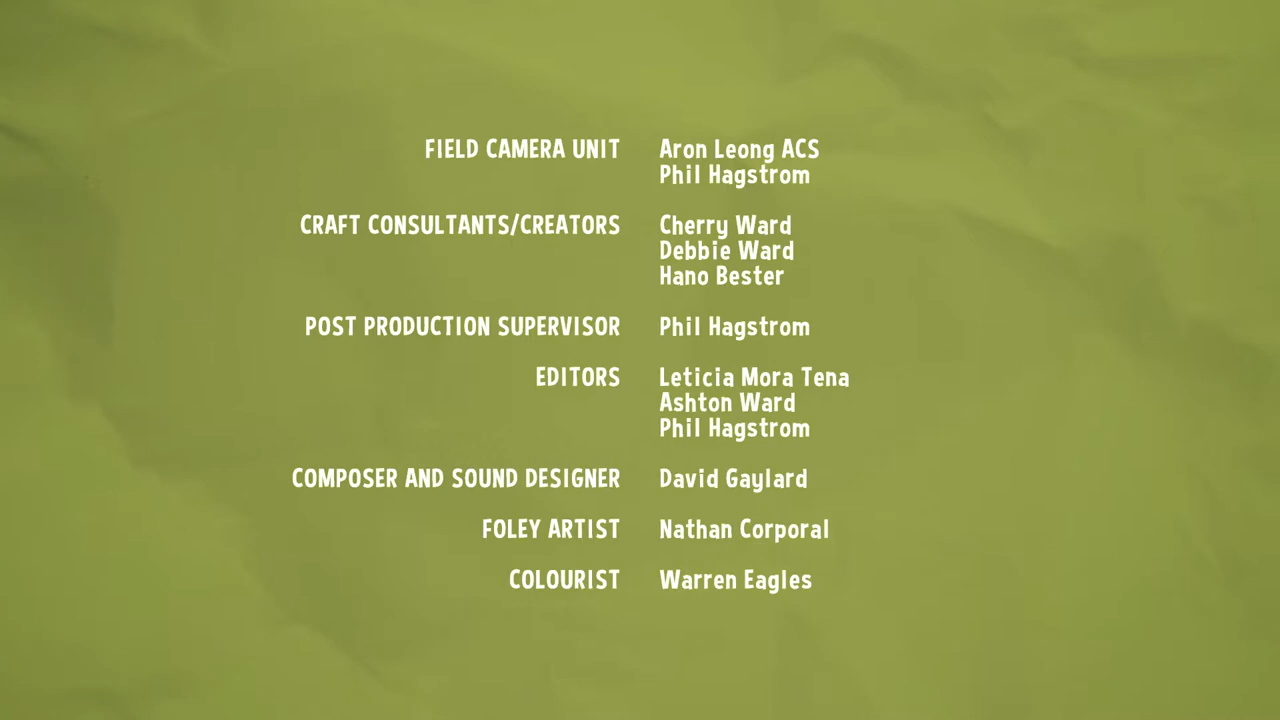 FIELD CAMERA UNIT Aron Leong ACS
Phil Hagstrom
CRAFT CONSULTANTS/CREATORS Cherry Ward
Debbie Ward
Hano Bester
POST PRODUCTION SUPERVISOR Phil Hagstrom
EDITORS Leticia Mora Tena
Ashton Ward
Phil Hagstrom
COMPOSER AND SOUND DESIGNER David Gaylard
FOLEY ARTIST Nathan Corporal
COLOURIST Warren Eagles